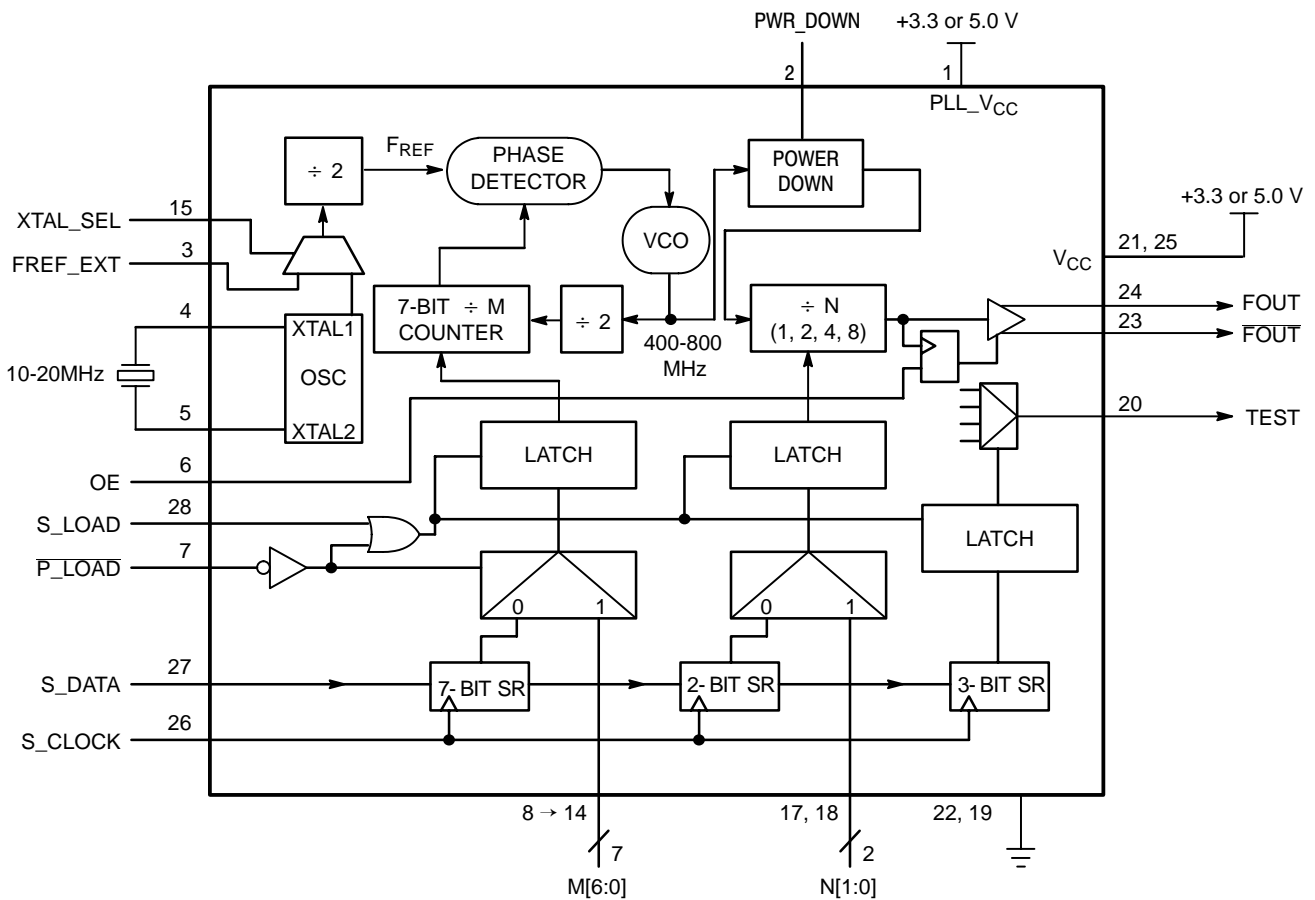 PWR_DOWN
+3.3 or 5.0 V
2
1
PLL_VCC
FREF
÷ 2
PHASE
DETECTOR
POWER
DOWN
+3.3 or 5.0 V
XTAL_SEL
15
VCO
21, 25
VCC
FREF_EXT
3
24
FOUT
4
XTAL1
7-BIT ÷ M
COUNTER
÷ 2
÷ N
(1, 2, 4, 8)
23
FOUT
400-800
MHz
10-20MHz
OSC
5
XTAL2
20
TEST
LATCH
LATCH
6
OE
28
S_LOAD
LATCH
7
P_LOAD
0
1
0
1
27
S_DATA
7- BIT SR
2- BIT SR
3- BIT SR
26
S_CLOCK
8 → 14
17, 18
22, 19
7
2
M[6:0]
N[1:0]